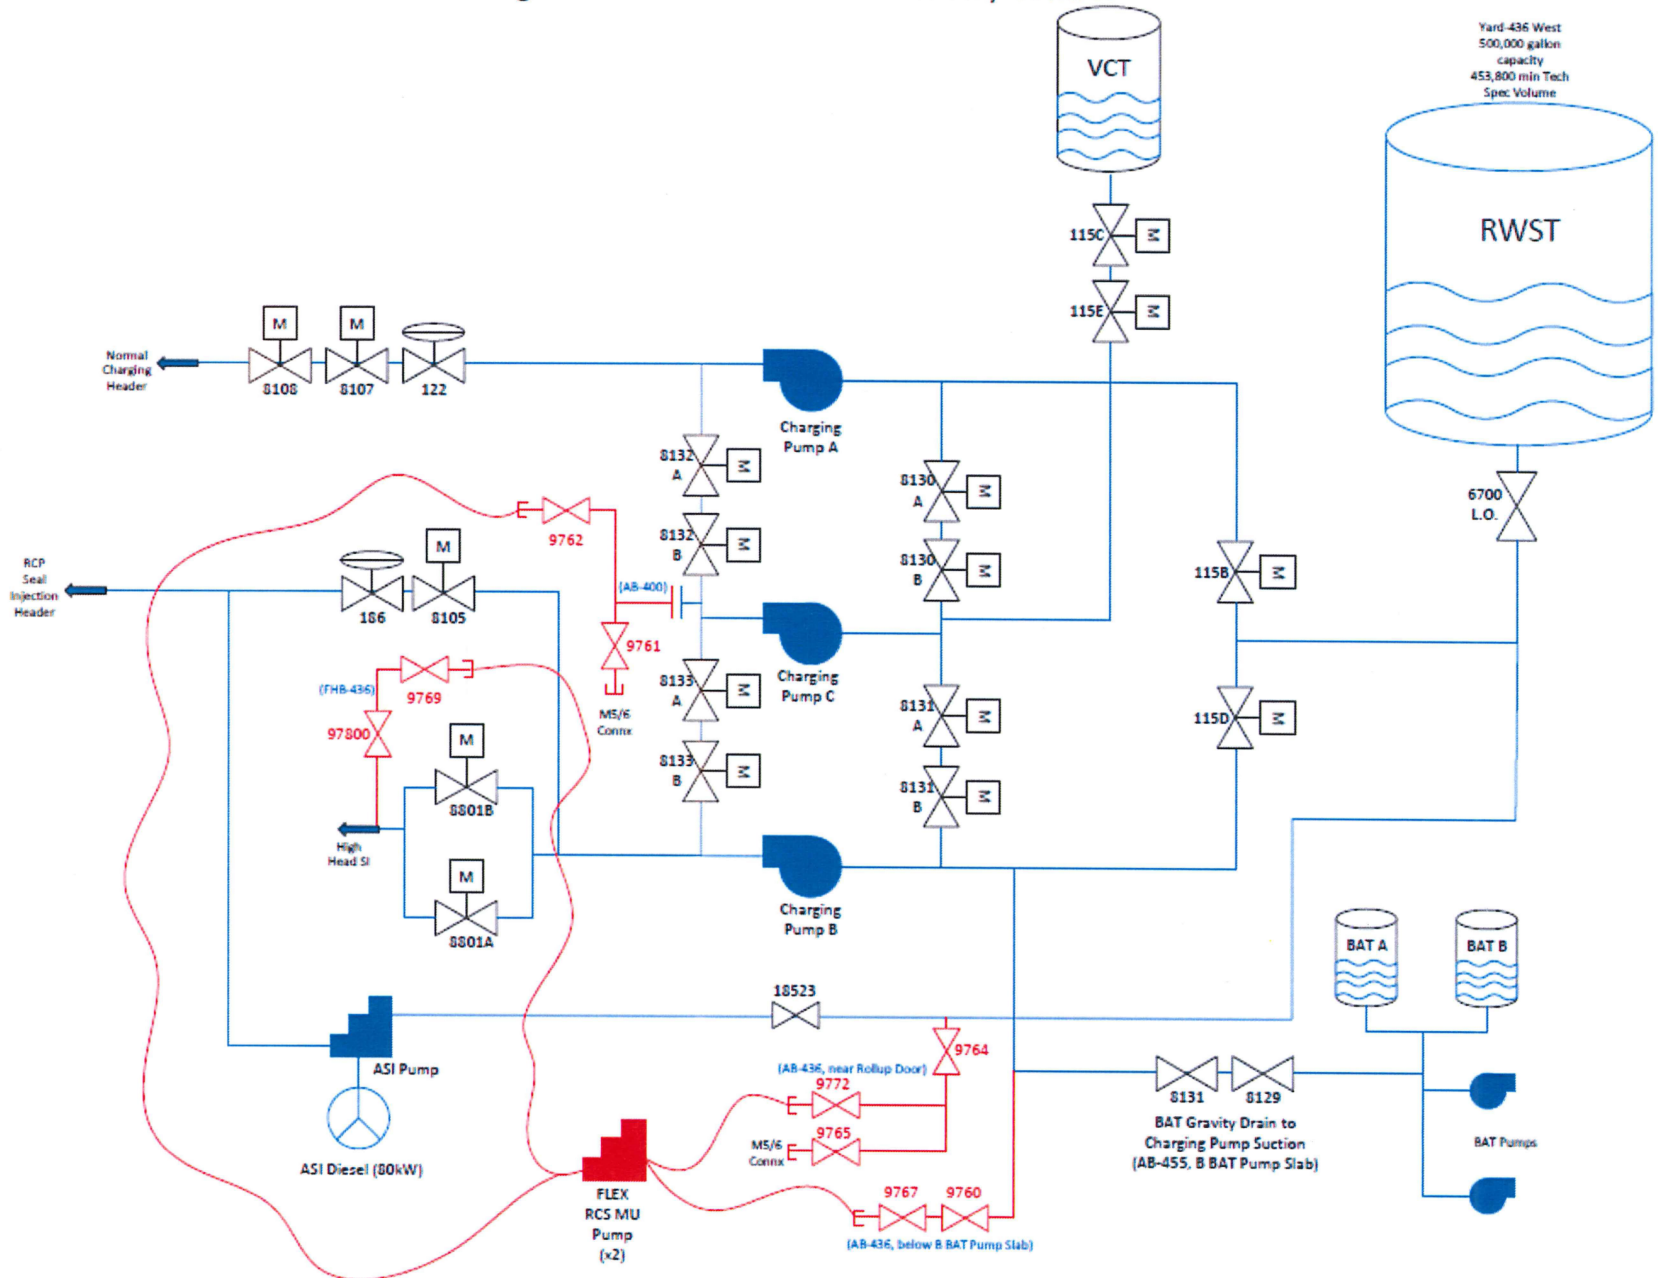 VCT
Yard-436 West
500,000 gallon
capacity
453,800 min Tech
Spec Volume
RWST
115C
M
115E
M
M
M
Normal
Charging
Header
8108
8107
122
Charging
Pump A
8132
A
M
8130
A
M
6700
L.O.
9762
8132
B
M
M
8130
B
M
115B
M
RCP
Seal
Injection
Header
186
8105
(AB-400)
9761
Charging
Pump C
(FHB-436)
9769
8133
A
M
M5/6
Connx
8131
A
M
115D
M
97800
M
8801B
8133
B
M
8131
B
M
High
Head SI
M
8801A
Charging
Pump B
BAT A
BAT B
18523
9764
ASI Pump
(AB-436, near Rollup Door)
9772
8131
8129
M5/6
Connx
9765
BAT Gravity Drain to
Charging Pump Suction
(AB-455, B BAT Pump Slab)
BAT Pumps
ASI Diesel (80kW)
FLEX
RCS MU
Pump
(x2)
9767
9760
(AB-436, below B BAT Pump Slab)